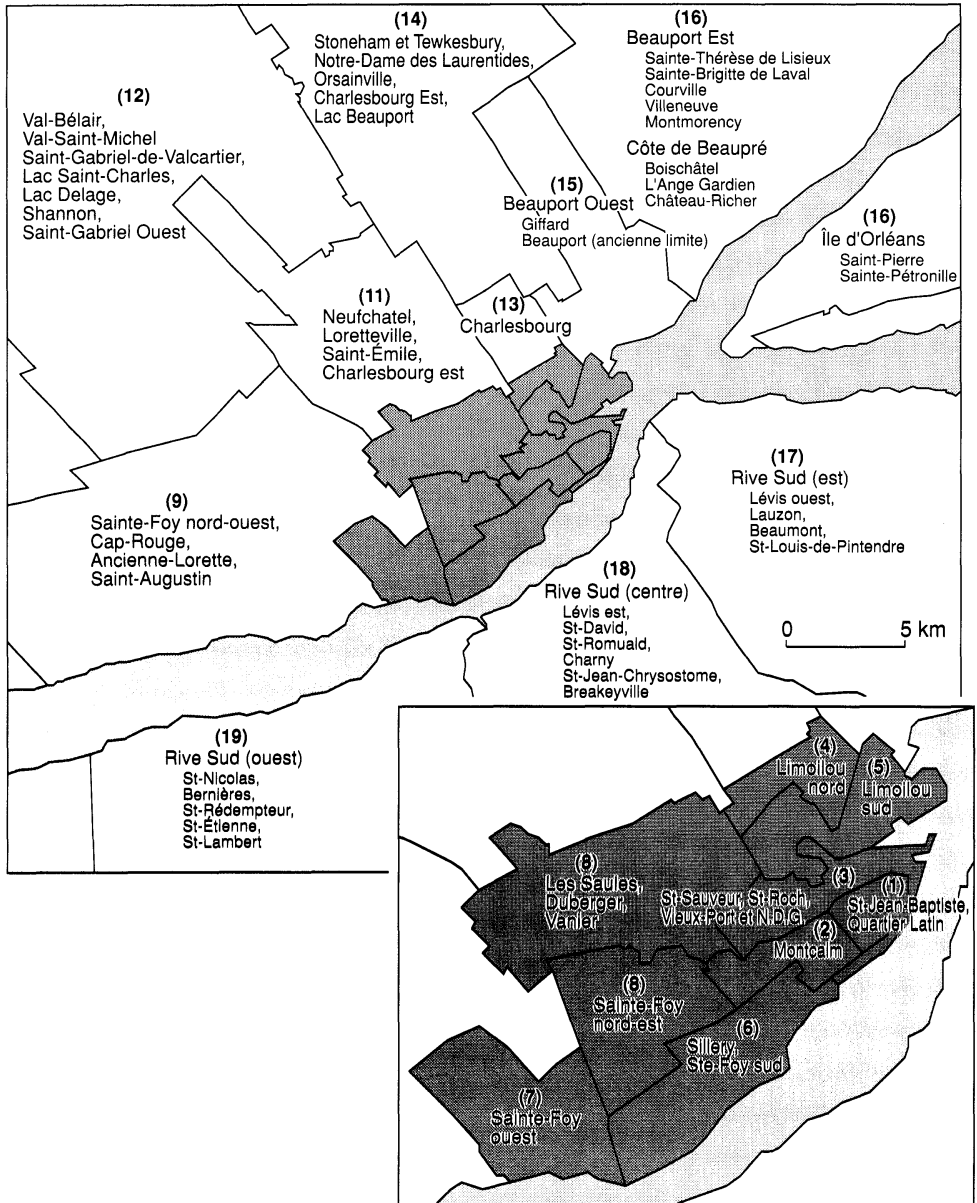 (14)
Stoneham et Tewkesbury,
Notre-Dame des Laurentides,
Orsainville,
Charlesbourg Est,
Lac Beauport
(16)
Beauport Est
Sainte-Thérèse de Lisieux
Sainte-Brigitte de Laval
Courville
Villeneuve
Montmorency
Côte de Beaupré
Boischâtel
L'Ange Gardien
Château-Richer
(12)
Val-Bélair,
Val-Saint-Michel
Saint-Gabriel-de-Valcartier,
Lac Saint-Charles,
Lac Delage,
Shannon,
Saint-Gabriel Ouest
(15)
Beauport Ouest
Giffard
Beauport (ancienne limite)
(16)
Île d'Orléans
Saint-Pierre
Sainte-Pétronille
(11)
Neufchatel,
Loretteville,
Saint-Émile,
Charlesbourg est
(13)
Charlesbourg
(9)
Sainte-Foy nord-ouest,
Cap-Rouge,
Ancienne-Lorette,
Saint-Augustin
(17)
Rive Sud (est)
Lévis ouest,
Lauzon,
Beaumont,
St-Louis-de-Pintendre
(18)
Rive Sud (centre)
Lévis est,
St-David,
St-Romuald,
Charny
St-Jean-Chrysostome,
Breakeyville
0 5 km
(19)
Rive Sud (ouest)
St-Nicolas,
Bernières,
St-Rédempteur,
St-Étienne,
St-Lambert
(4)
Limoilou
nord
(5)
Limoilou
sud
(8)
Les Saules,
Duberger,
Vanier
(3)
St-Sauveur, St-Roch,
Vieux-Port et N.D.G.
(1)
St-Jean-Baptiste,
Quartier Latin
(2)
Montcalm
(8)
Sainte-Foy
nord-est
(6)
Sillery,
Ste-Foy sud
(7)
Sainte-Foy
ouest